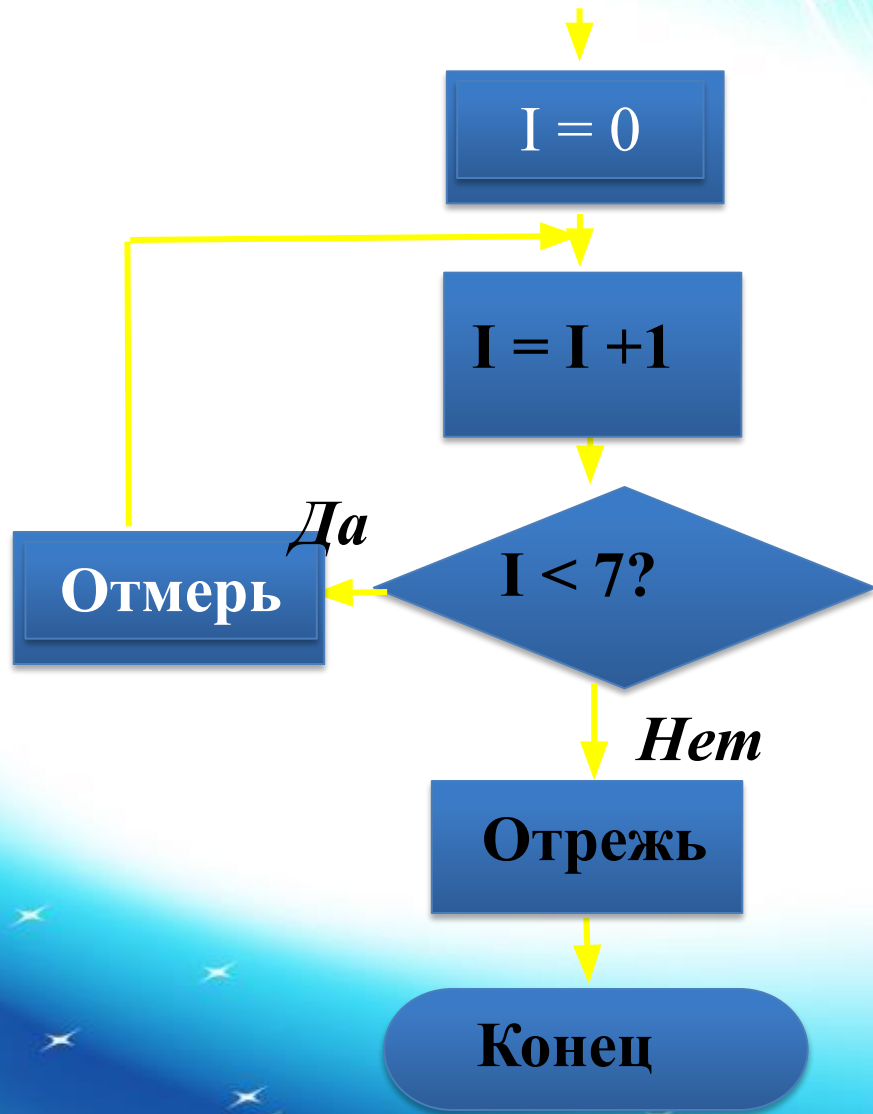 I = 0
I = I +1
Да
I < 7?
Отмерь
Нет
Отрежь
Конец